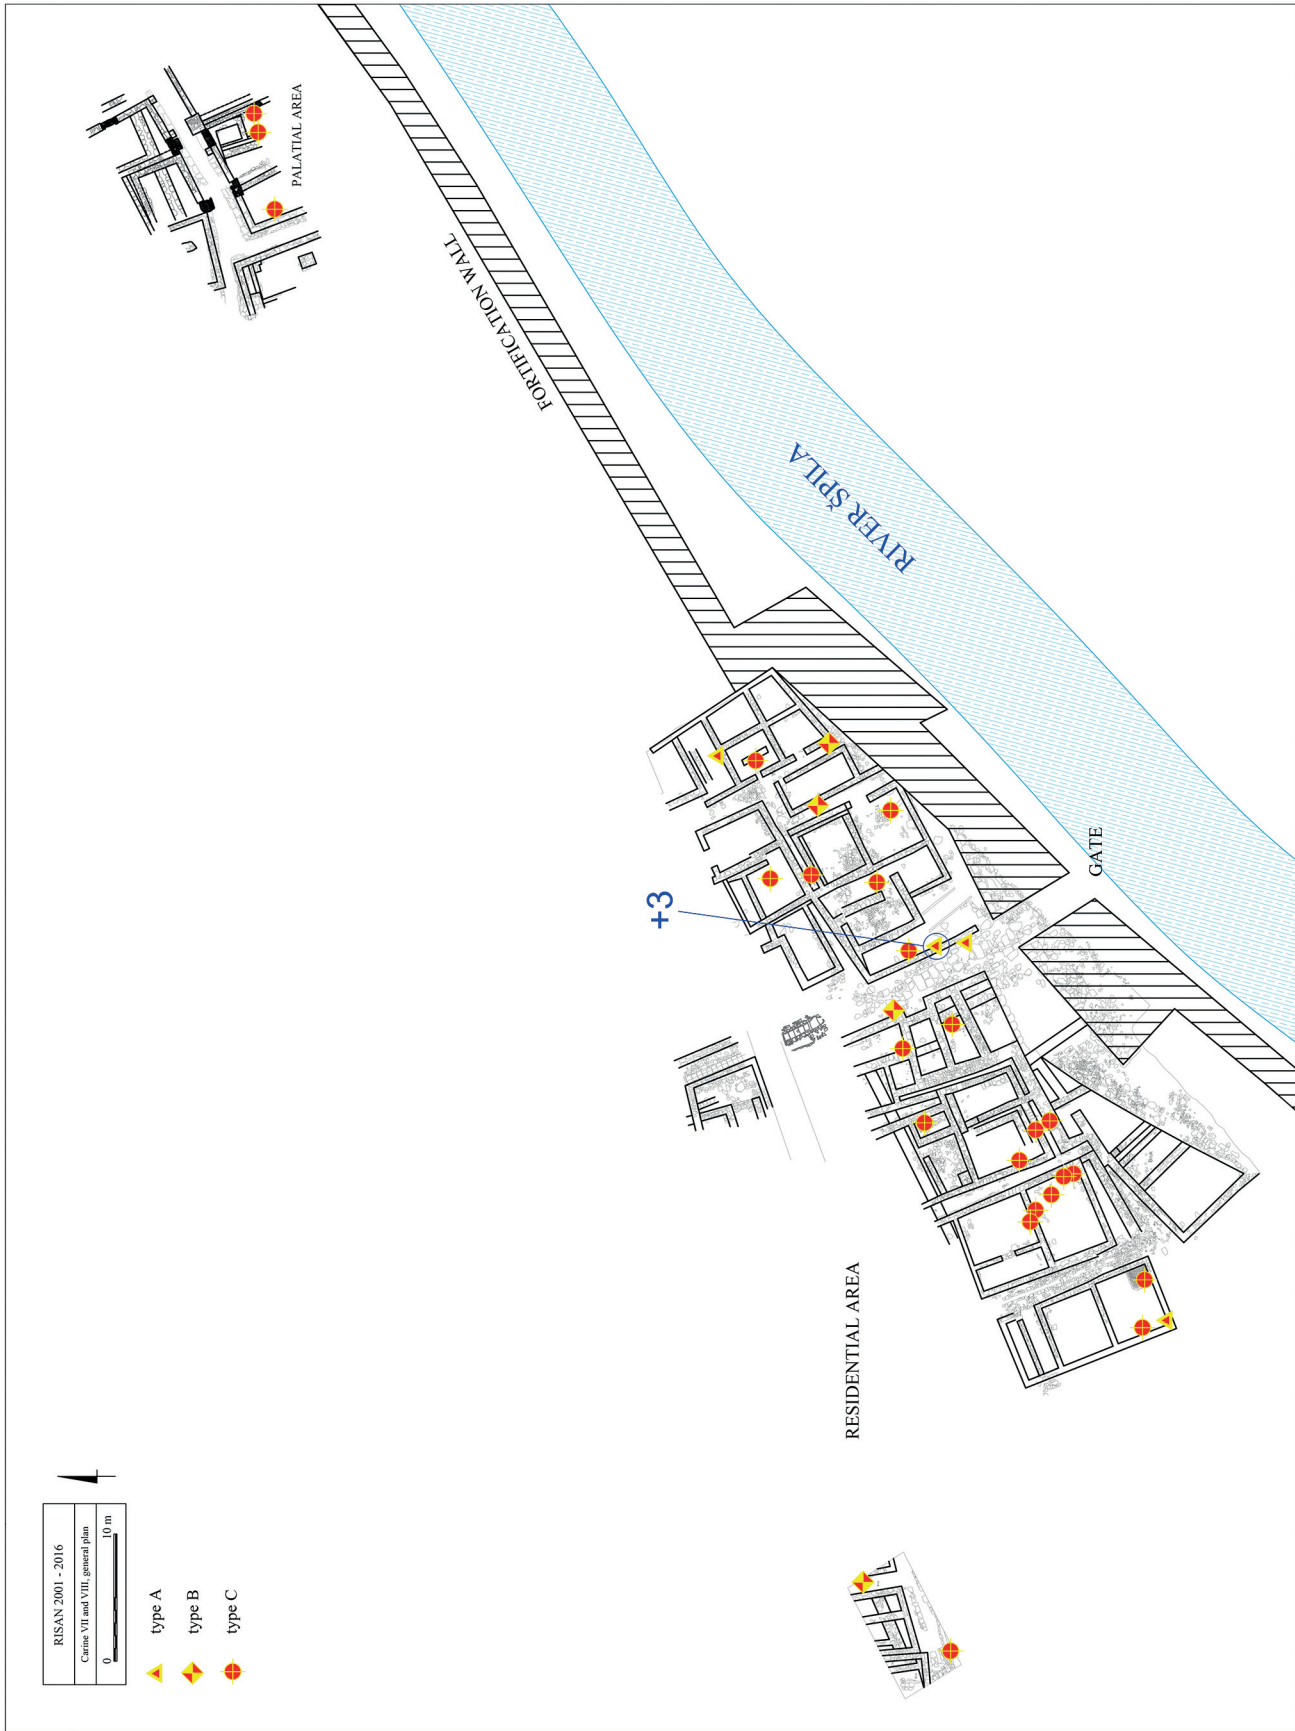 RISAN 2001 - 2016
Carine VII and VIII, general plan
0 10 m
type A
type B
type C
PALATIAL AREA
FORTIFICATION WALL
RIVER ŠPILA
+3
GATE
RESIDENTIAL AREA